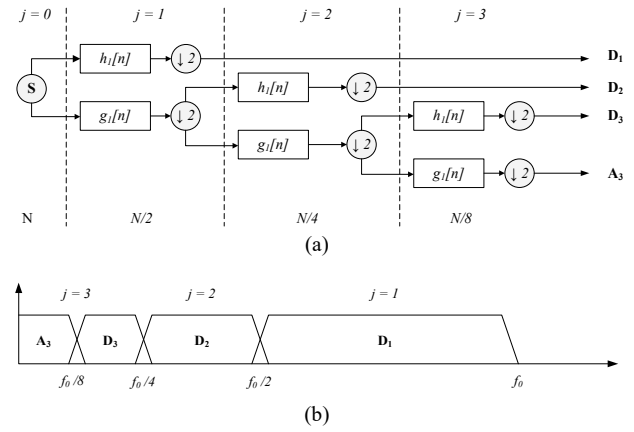 j = 0 j = 1 j = 2 j = 3
h₁[n] ↓ 2 D₁
S h₁[n] ↓ 2 D₂
g₁[n] ↓ 2 h₁[n] ↓ 2 D₃
g₁[n] ↓ 2
g₁[n] ↓ 2 A₃
N N/2 N/4 N/8
(a)
j = 3 j = 2 j = 1
A₃ D₃ D₂ D₁
f₀ /8 f₀ /4 f₀ /2 f₀
(b)